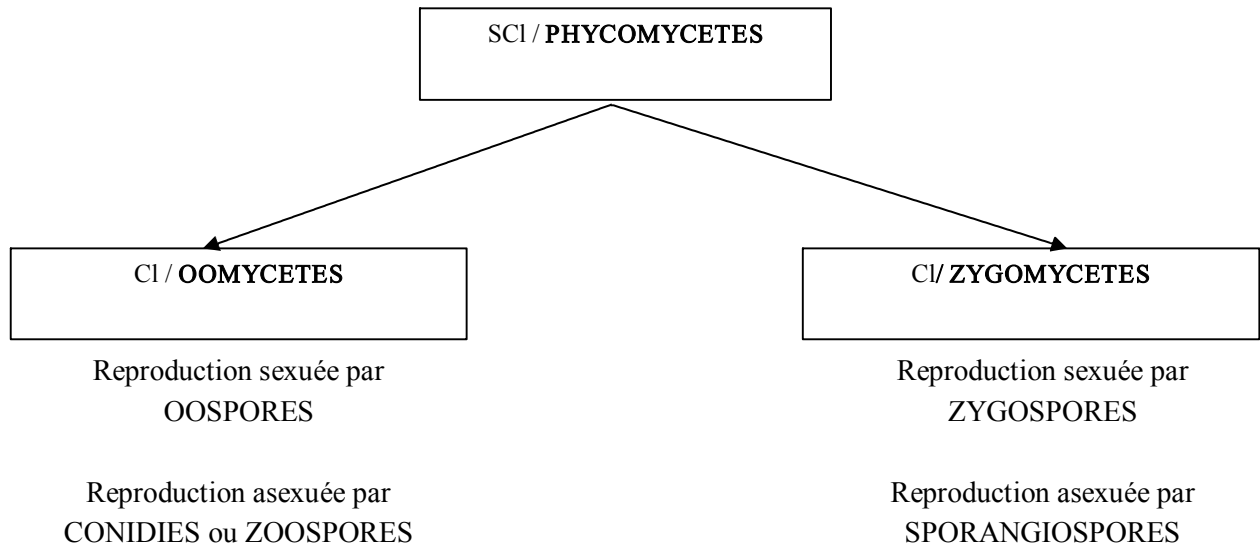 SCl / PHYCOMYCETES
Cl / OOMYCETES
Reproduction sexuée par
OOSPORES
Reproduction asexuée par
CONIDIES ou ZOOSPORES
Cl/ ZYGOMYCETES
Reproduction sexuée par
ZYGOSPORES
Reproduction asexuée par
SPORANGIOSPORES